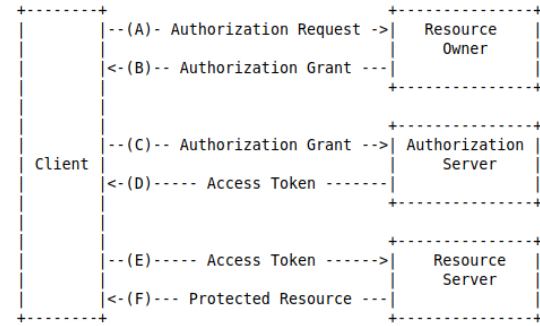 +--------+                               +---------------+
|        |--(A)- Authorization Request ->|   Resource    |
|        |                               |     Owner     |
|        |<-(B)-- Authorization Grant ---|               |
|        |                               +---------------+
|        |
|        |                               +---------------+
|        |--(C)-- Authorization Grant -->| Authorization |
| Client |                               |     Server    |
|        |<-(D)----- Access Token -------|               |
|        |                               +---------------+
|        |
|        |                               +---------------+
|        |--(E)----- Access Token ------>|    Resource   |
|        |                               |     Server    |
|        |<-(F)--- Protected Resource ---|               |
+--------+                               +---------------+